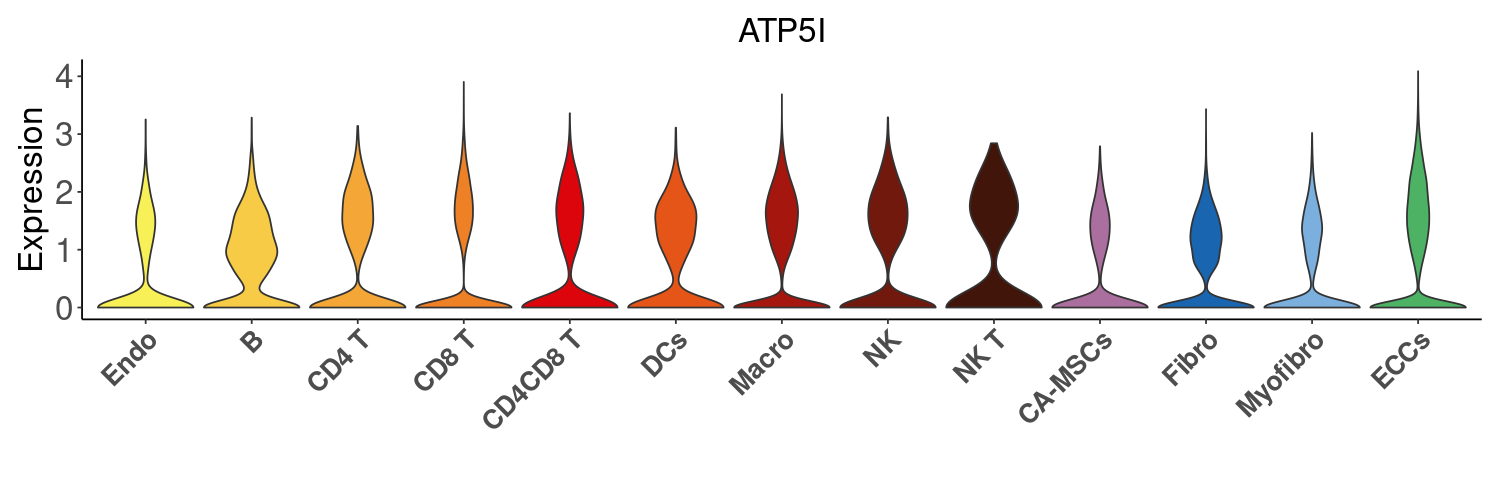 ATP5I
Expression
4
3
2
1
0
Endo
B
CD4 T
CD8 T
CD4CD8 T
DCs
Macro
NK
NK T
CA-MSCs
Fibro
Myofibro
ECCs